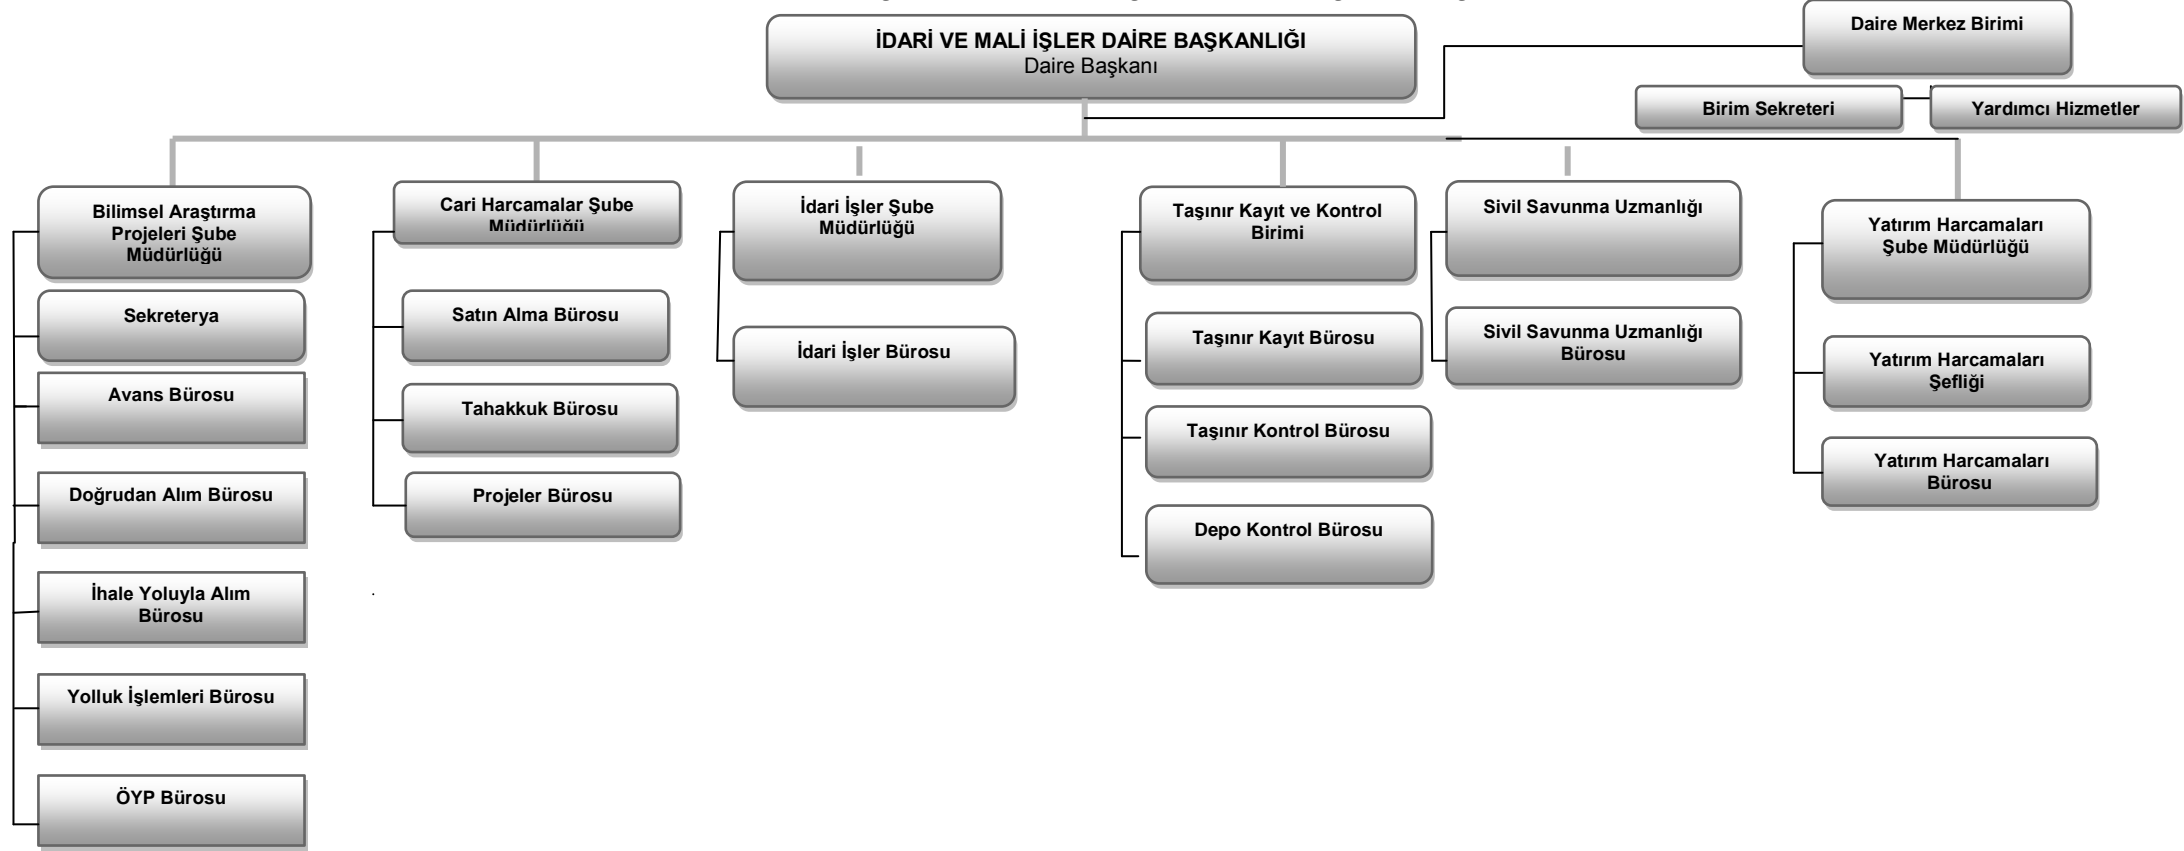 İDARİ VE MALİ İŞLER DAİRE BAŞKANLIĞI
Daire Başkanı
Daire Merkez Birimi
Birim Sekreteri
Yardımcı Hizmetler
Bilimsel Araştırma
Projeleri Şube
Müdürlüğü
Sekreterya
Avans Bürosu
Doğrudan Alım Bürosu
İhale Yoluyla Alım
Bürosu
Yolluk İşlemleri Bürosu
ÖYP Bürosu
Cari Harcamalar Şube
Müdürlüğü
Satın Alma Bürosu
Tahakkuk Bürosu
Projeler Bürosu
.
İdari İşler Şube
Müdürlüğü
İdari İşler Bürosu
Taşınır Kayıt ve Kontrol
Birimi
Taşınır Kayıt Bürosu
Taşınır Kontrol Bürosu
Depo Kontrol Bürosu
Sivil Savunma Uzmanlığı
Sivil Savunma Uzmanlığı
Bürosu
Yatırım Harcamaları
Şube Müdürlüğü
Yatırım Harcamaları
Şefliği
Yatırım Harcamaları
Bürosu